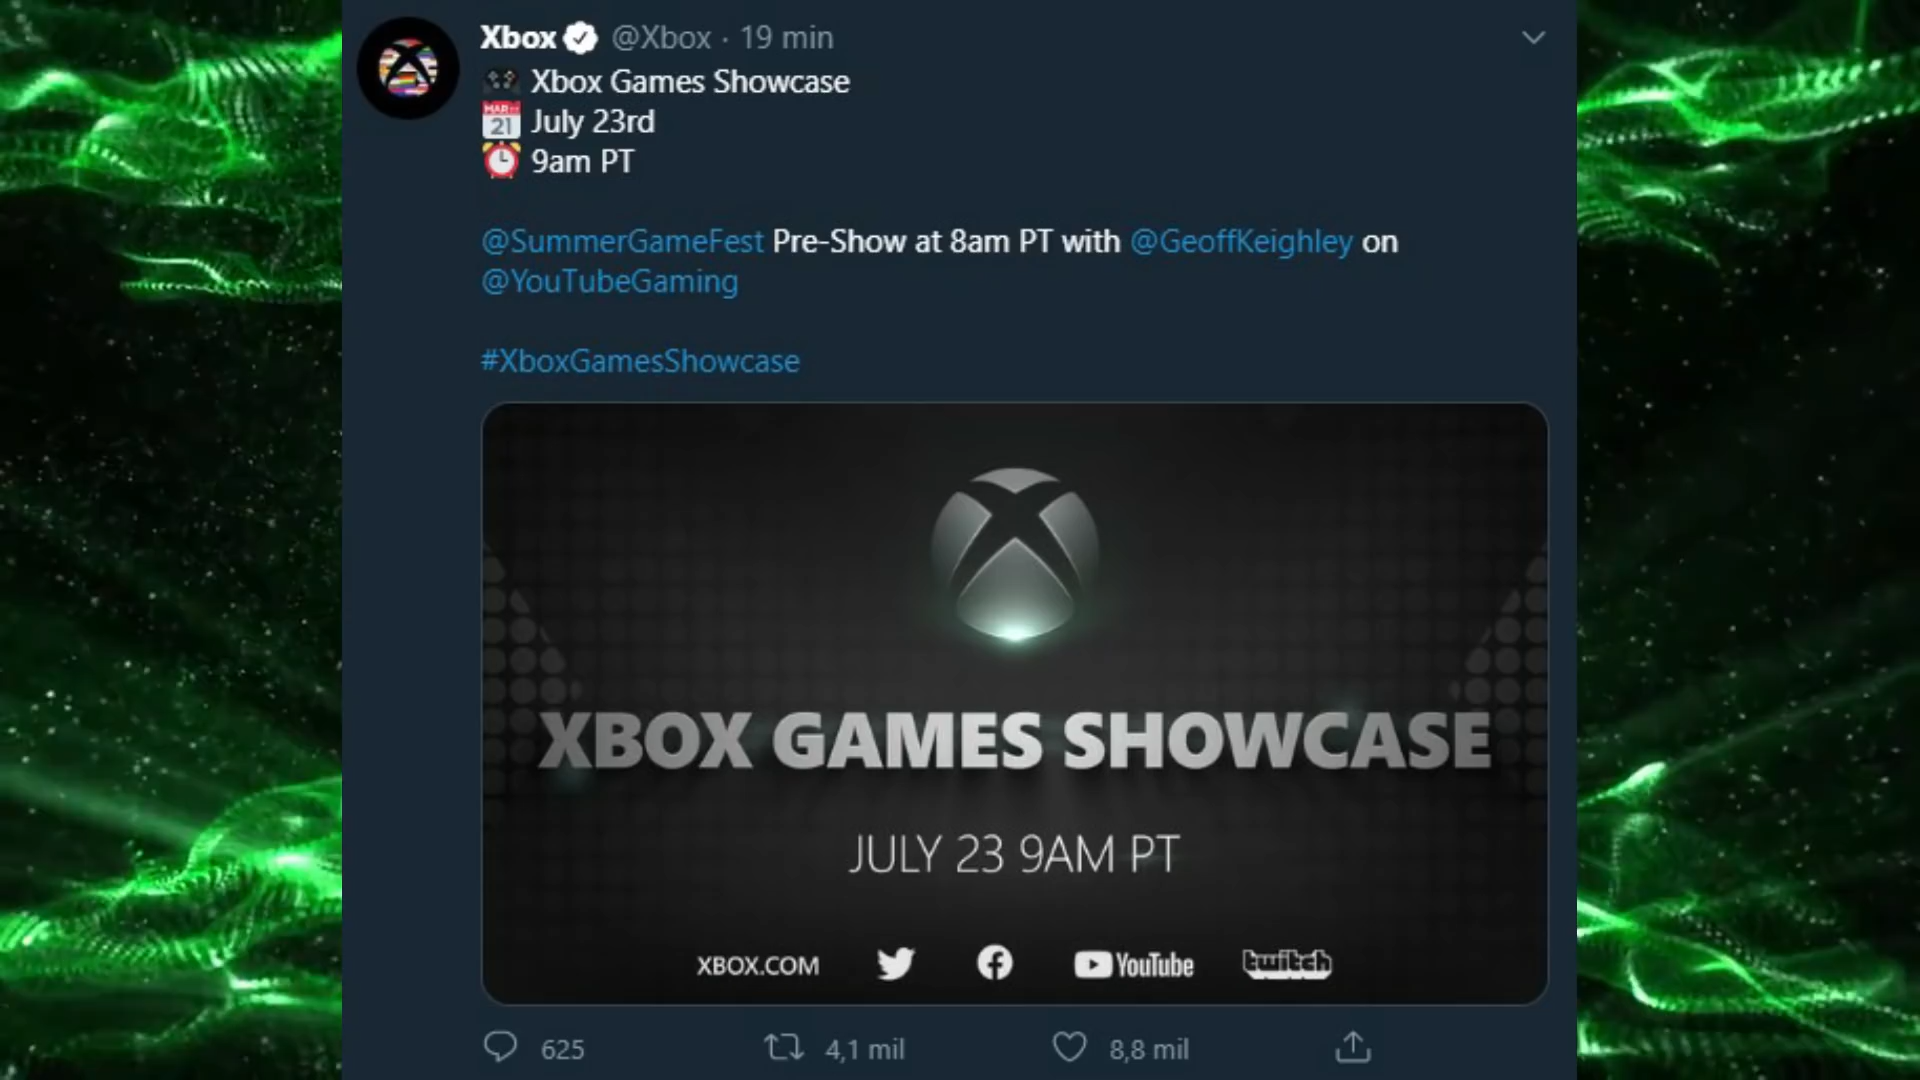 Xbox @Xbox · 19 min
Xbox Games Showcase
MAR 21 July 23rd
9am PT
@SummerGameFest Pre-Show at 8am PT with @GeoffKeighley on
@YouTubeGaming
#XboxGamesShowcase
XBOX GAMES SHOWCASE
JULY 23 9AM PT
XBOX.COM YouTube twitch
625 4,1 mil 8,8 mil